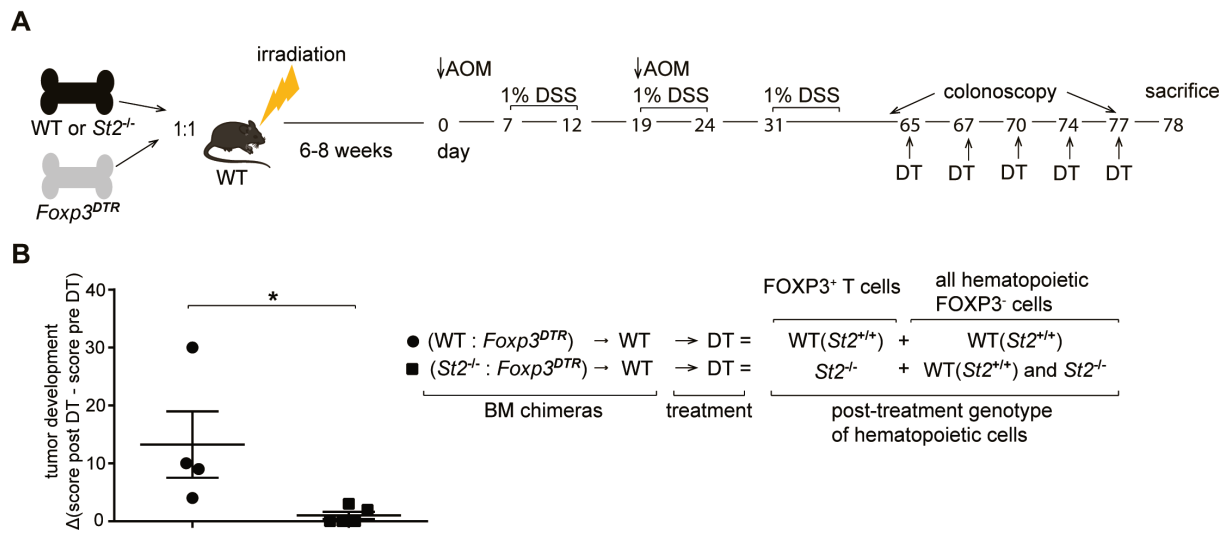 A
irradiation
↓AOM ↓AOM
1% DSS 1% DSS 1% DSS colonoscopy sacrifice
WT or St2-/- 1:1
0 7 12 19 24 31 65 67 70 74 77 78
6-8 weeks day
WT DT DT DT DT DT
Foxp3DTR
B
tumor development
Δ(score post DT - score pre DT)
40
30
20
10
0
*
FOXP3+ T cells
all hematopoietic
FOXP3- cells
● (WT : Foxp3DTR) → WT → DT = WT(St2+/+) + WT(St2+/+)
■ (St2-/- : Foxp3DTR) → WT → DT = St2-/- + WT(St2+/+) and St2-/-
BM chimeras treatment post-treatment genotype
of hematopoietic cells